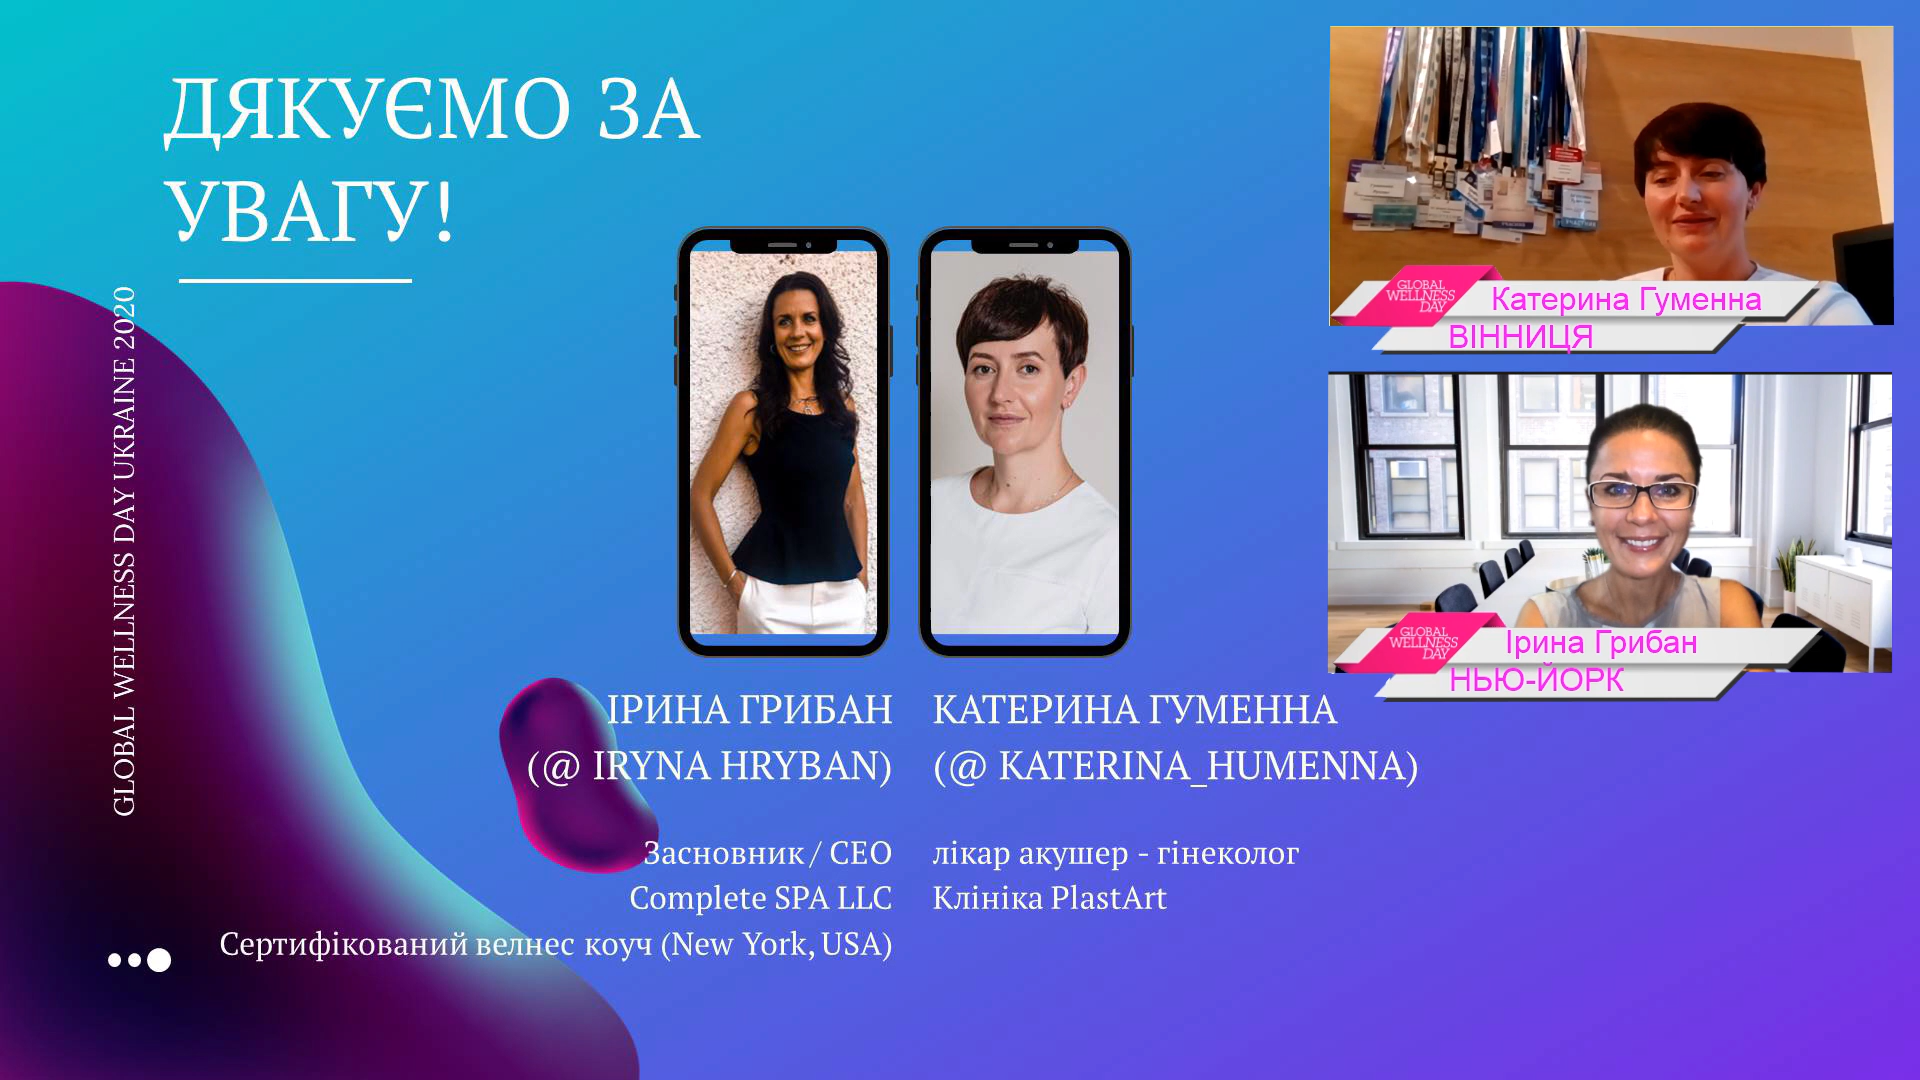 ДЯКУЄМО ЗА
УВАГУ!
GLOBAL WELLNESS DAY UKRAINE 2020
ІРИНА ГРИБАН
(@ IRYNA HRYBAN)
Засновник / CEO
Complete SPA LLC
Сертифікований велнес коуч (New York, USA)
КАТЕРИНА ГУМЕННА
(@ KATERINA_HUMENNA)
лікар акушер - гінеколог
Клініка PlastArt
GLOBAL
WELLNESS
DAY
Катерина Гуменна
ВІННИЦЯ
GLOBAL
WELLNESS
DAY
Ірина Грибан
НЬЮ-ЙОРК